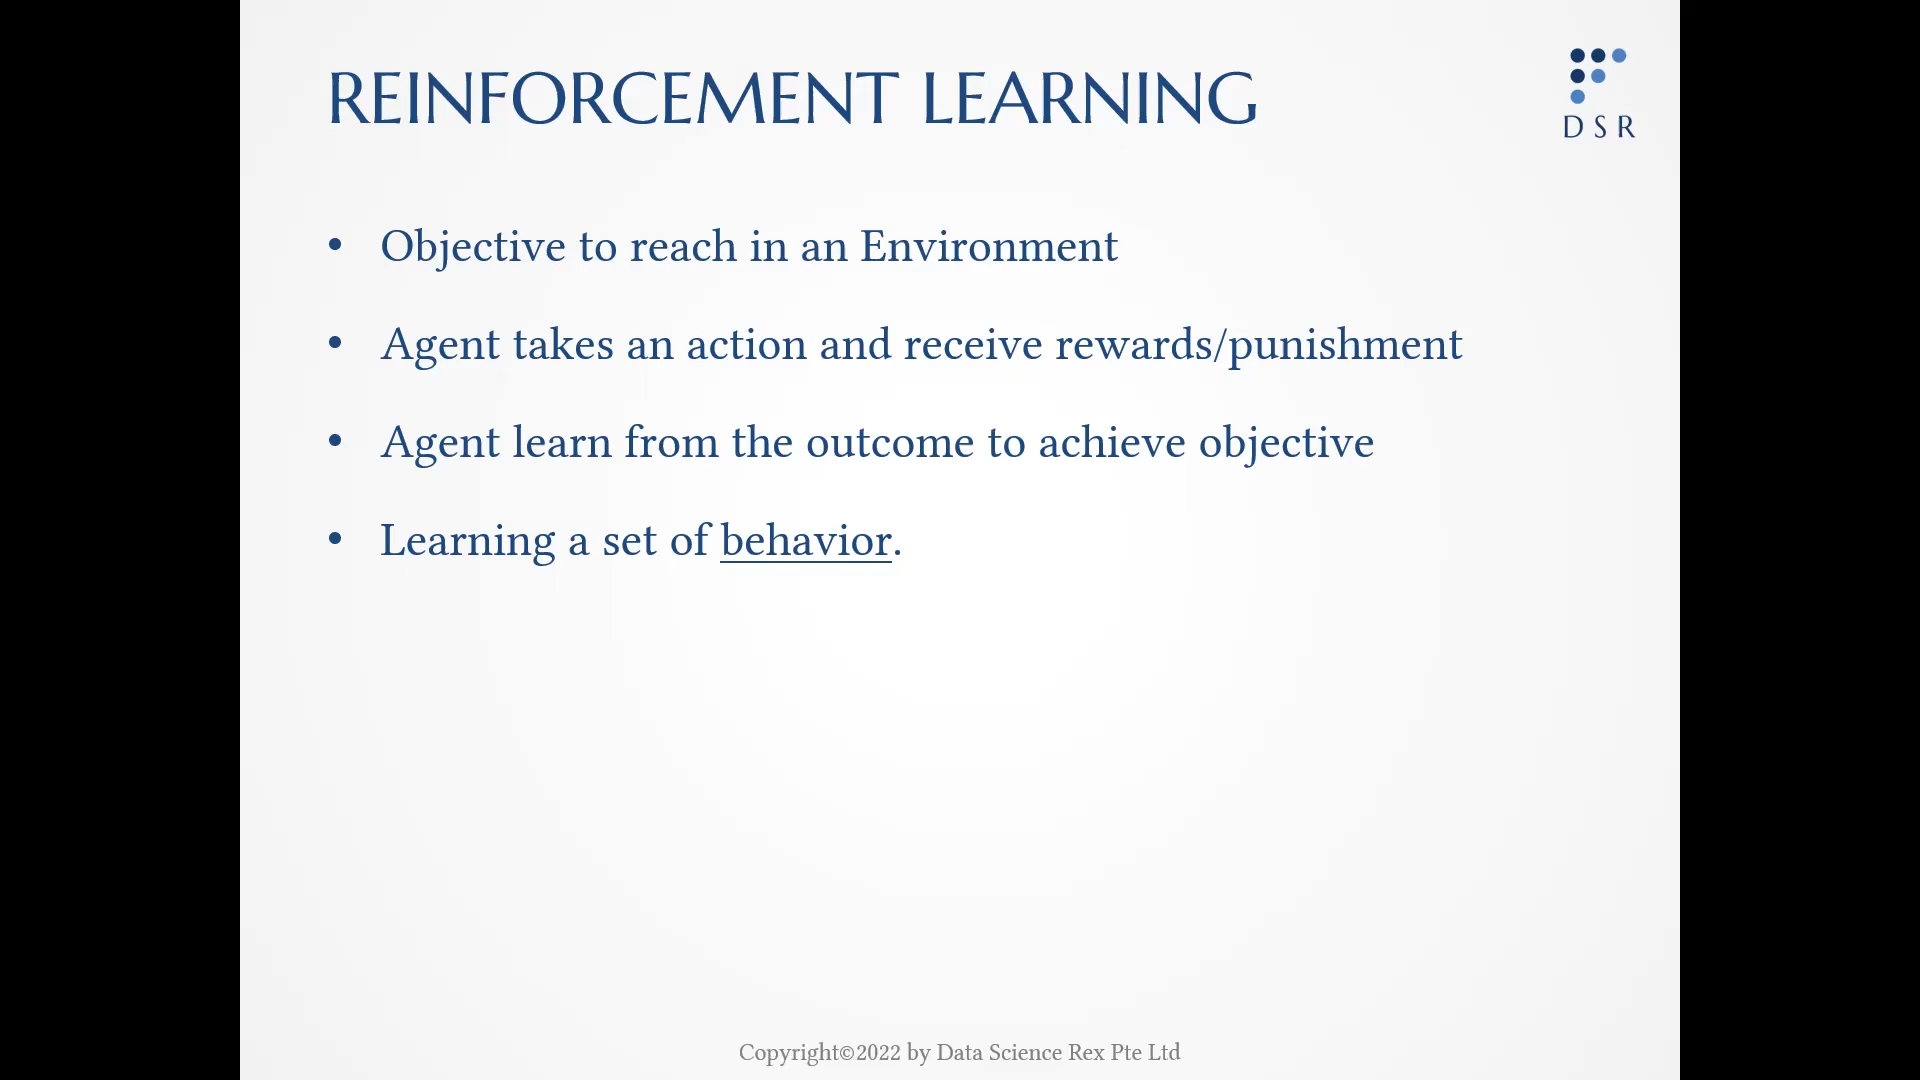 REINFORCEMENT LEARNING
D S R
• Objective to reach in an Environment
• Agent takes an action and receive rewards/punishment
• Agent learn from the outcome to achieve objective
• Learning a set of behavior.
Copyright©2022 by Data Science Rex Pte Ltd